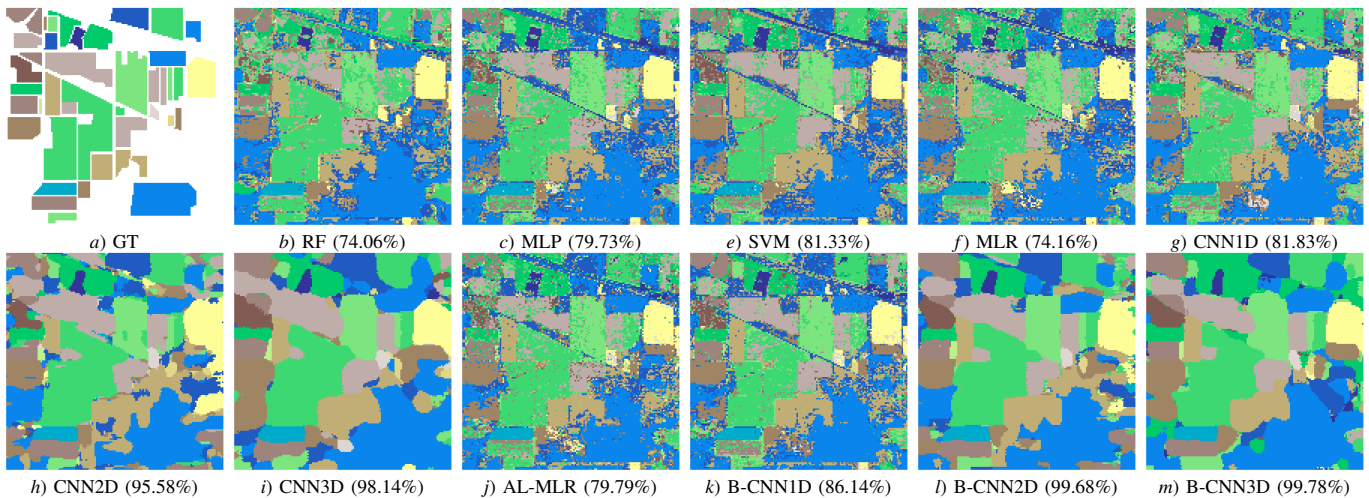 a) GT
b) RF (74.06%)
c) MLP (79.73%)
e) SVM (81.33%)
f) MLR (74.16%)
g) CNN1D (81.83%)
h) CNN2D (95.58%)
i) CNN3D (98.14%)
j) AL-MLR (79.79%)
k) B-CNN1D (86.14%)
l) B-CNN2D (99.68%)
m) B-CNN3D (99.78%)